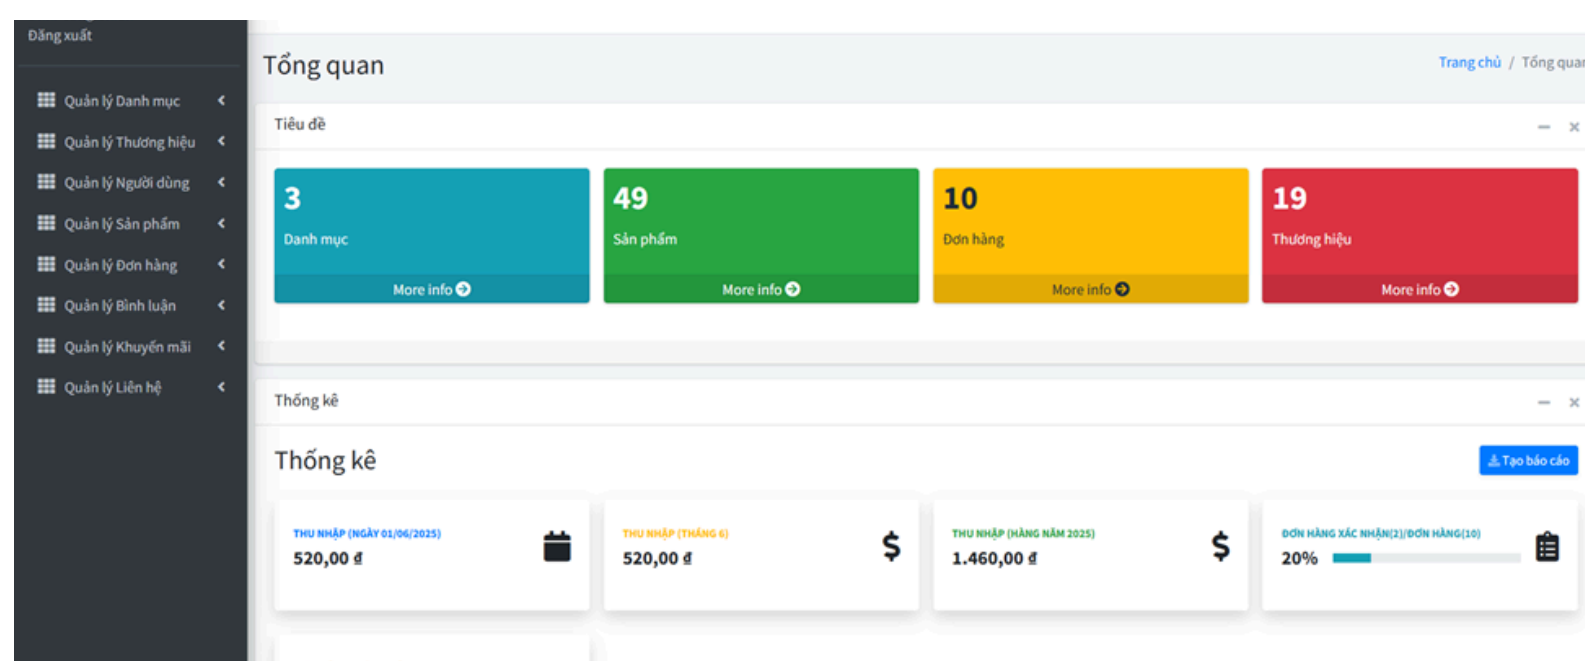 Đăng xuất
Quản lý Danh mục
Quản lý Thương hiệu
Quản lý Người dùng
Quản lý Sản phẩm
Quản lý Đơn hàng
Quản lý Bình luận
Quản lý Khuyến mãi
Quản lý Liên hệ
Tổng quan
Trang chủ / Tổng quan
Tiêu đề
3
Danh mục
More info
49
Sản phẩm
More info
10
Đơn hàng
More info
19
Thương hiệu
More info
Thống kê
Thống kê
Tạo báo cáo
THU NHẬP (NGÀY 01/06/2025)
520,00 ₫
THU NHẬP (THÁNG 6)
520,00 ₫
THU NHẬP (HÀNG NĂM 2025)
1.460,00 ₫
ĐƠN HÀNG XÁC NHẬN(2)/ĐƠN HÀNG(10)
20%